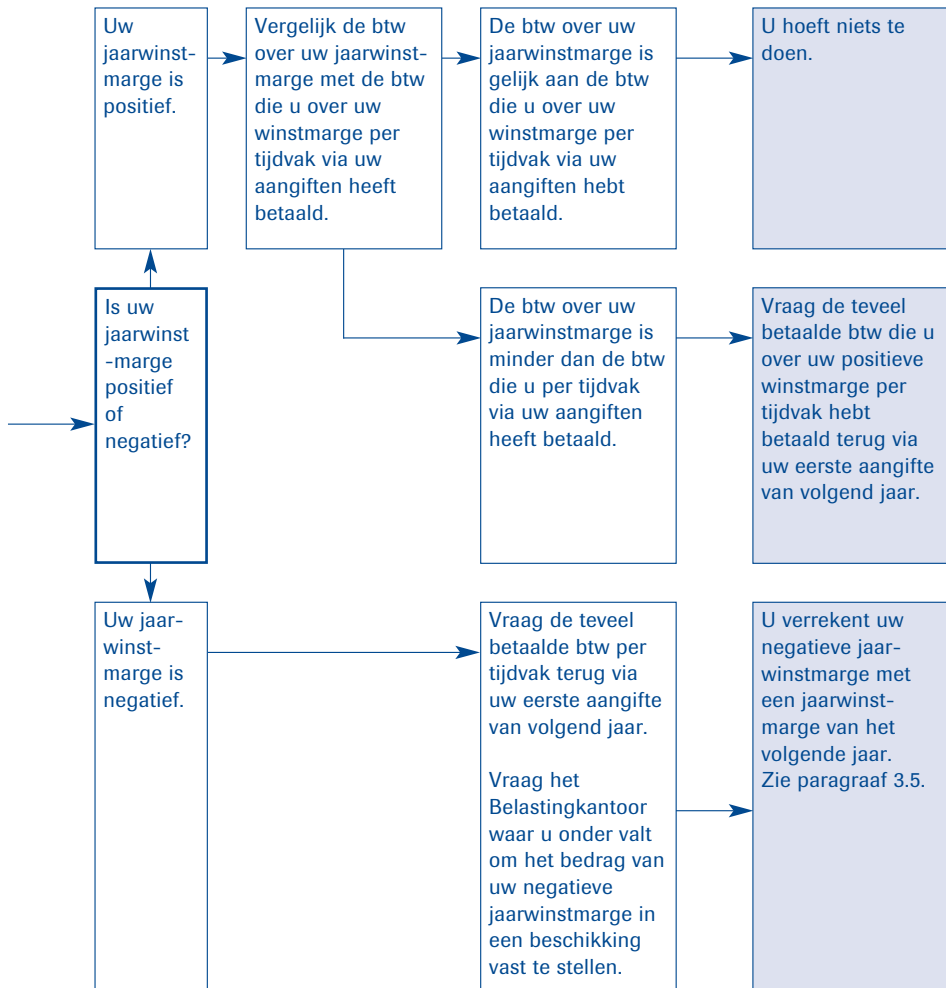 Uw
jaarwinst-
marge is
positief.
Vergelijk de btw
over uw jaarwinst-
marge met de btw
die u over uw
winstmarge per
tijdvak via uw
aangiften heeft
betaald.
De btw over uw
jaarwinstmarge is
gelijk aan de btw
die u over uw
winstmarge per
tijdvak via uw
aangiften hebt
betaald.
U hoeft niets te
doen.
Is uw
jaarwinst
-marge
positief
of
negatief?
De btw over uw
jaarwinstmarge is
minder dan de btw
die u per tijdvak
via uw aangiften
heeft betaald.
Vraag de teveel
betaalde btw die u
over uw positieve
winstmarge per
tijdvak hebt
betaald terug via
uw eerste aangifte
van volgend jaar.
Uw jaar-
winst-
marge is
negatief.
Vraag de teveel
betaalde btw per
tijdvak terug via
uw eerste aangifte
van volgend jaar.
Vraag het
Belastingkantoor
waar u onder valt
om het bedrag van
uw negatieve
jaarwinstmarge in
een beschikking
vast te stellen.
U verrekent uw
negatieve jaar-
winstmarge met
een jaarwinst-
marge van het
volgende jaar.
Zie paragraaf 3.5.